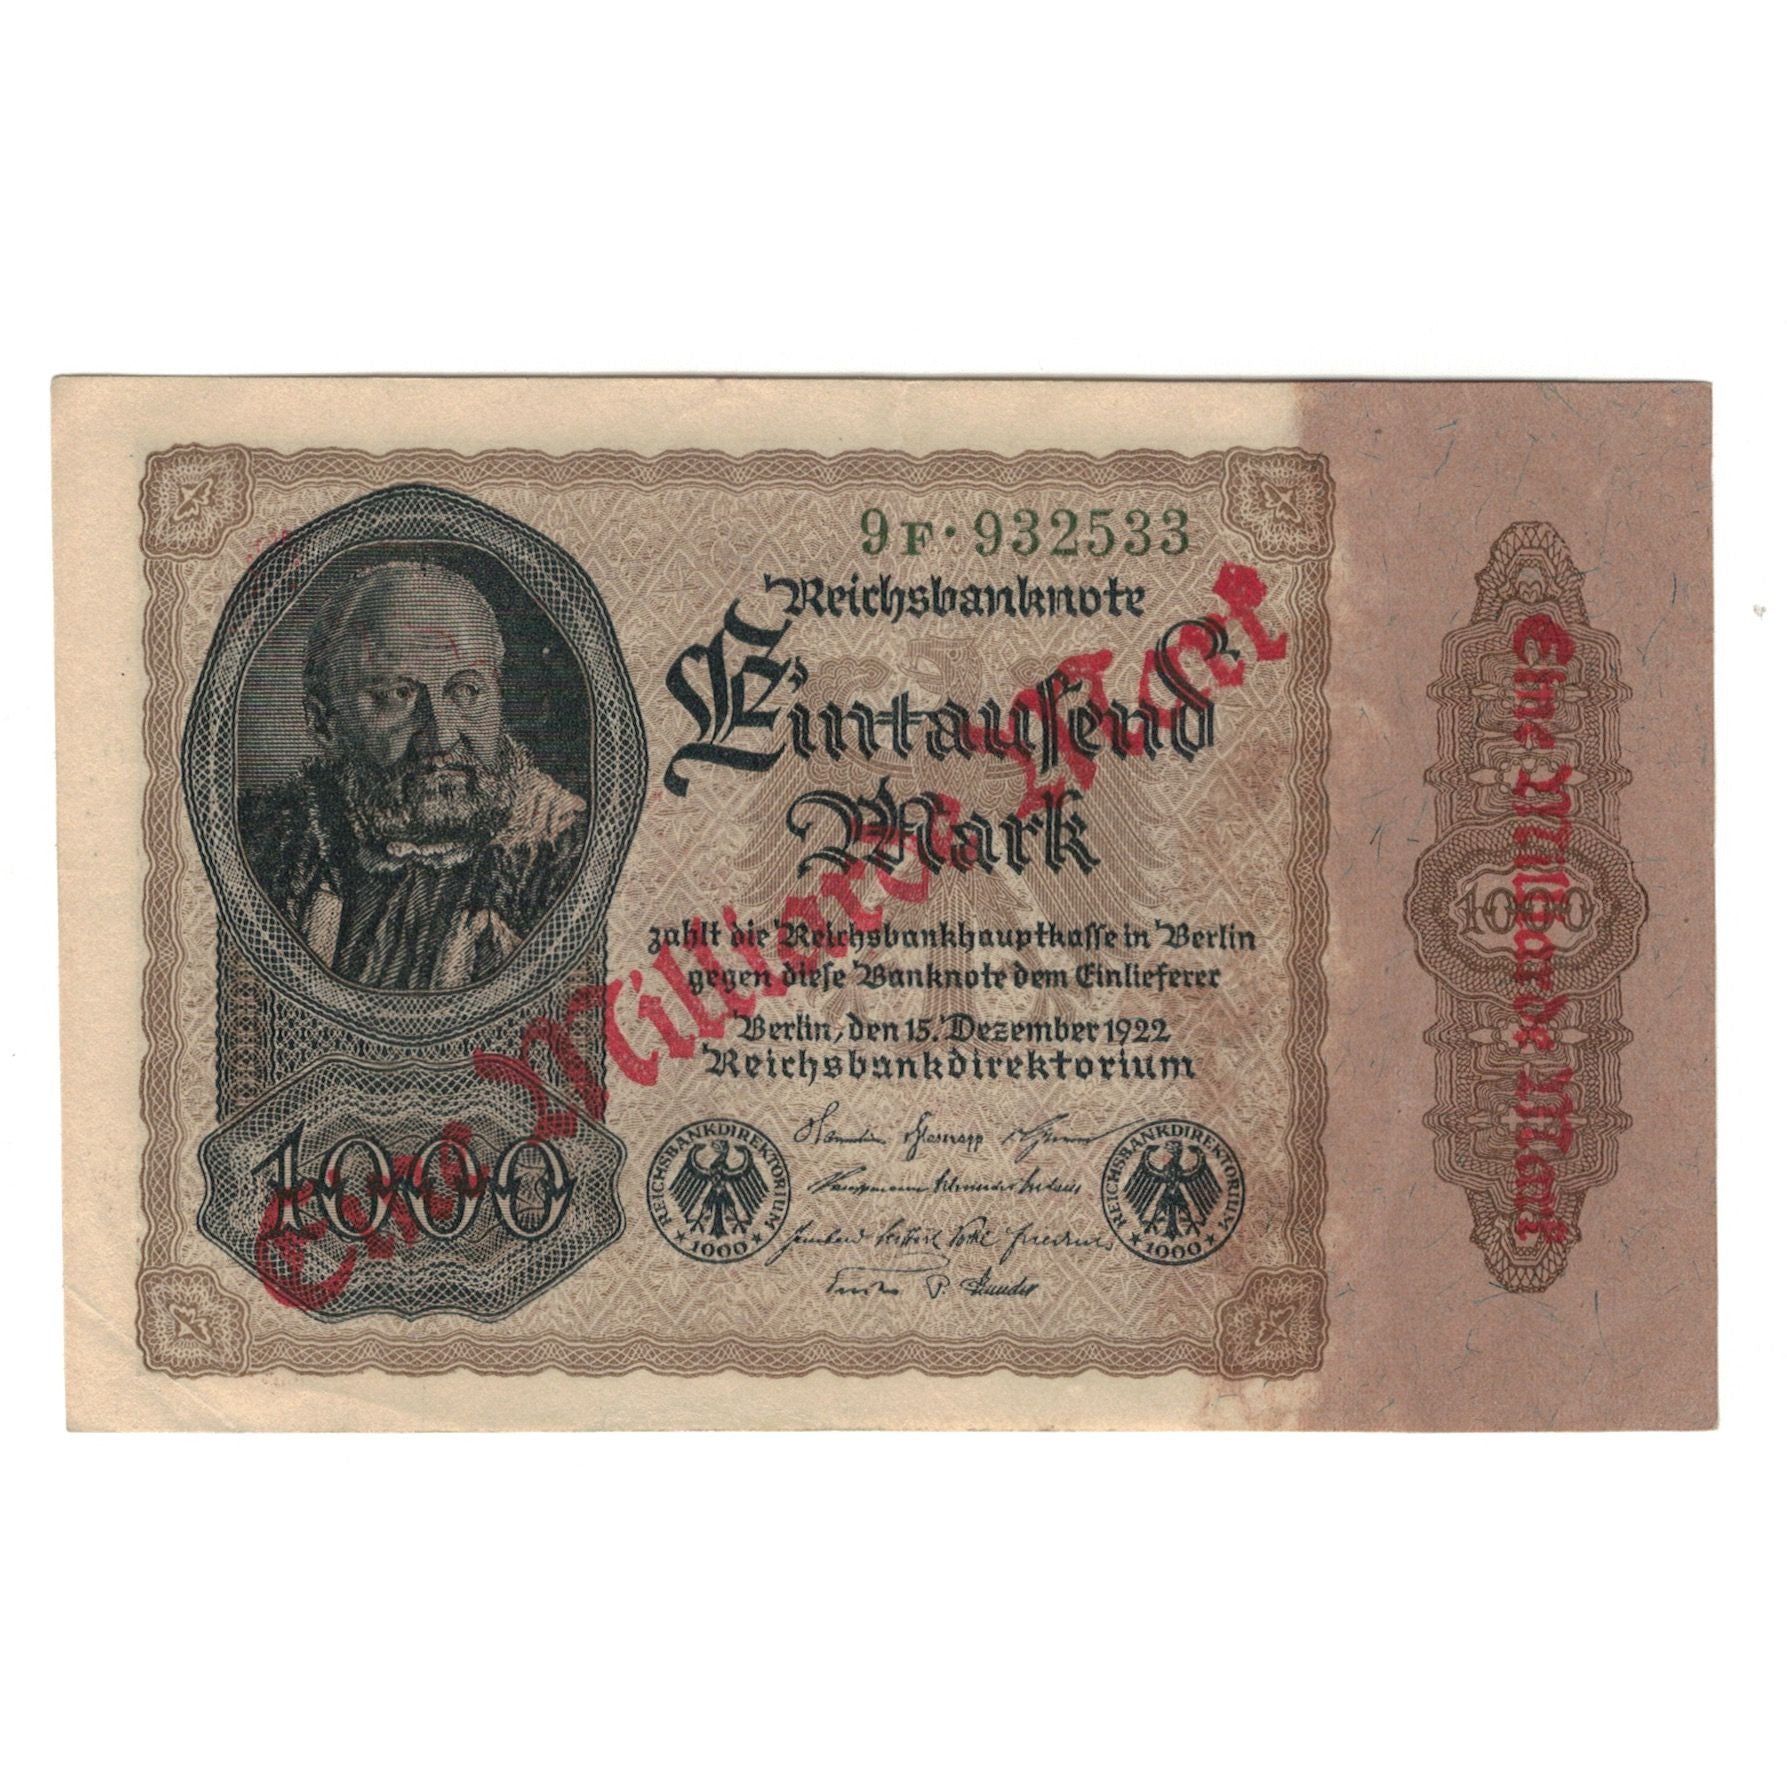 9F·932533
Reichsbanknote
Eintausend
Mark
zahlt die Reichsbankhauptkasse in Berlin
gegen diese Banknote dem Einlieferer
Berlin, den 15. Dezember 1922
Reichsbankdirektorium
Eine Milliarde Mark
1000
REICHSBANKDIREKTORIUM
★1000★
REICHSBANKDIREKTORIUM
★1000★
1000
Eine Milliarde Mark